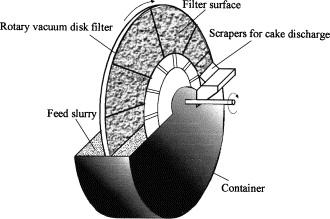 Filter surface
Rotary vacuum disk filter
Scrapers for cake discharge
Feed slurry
Container